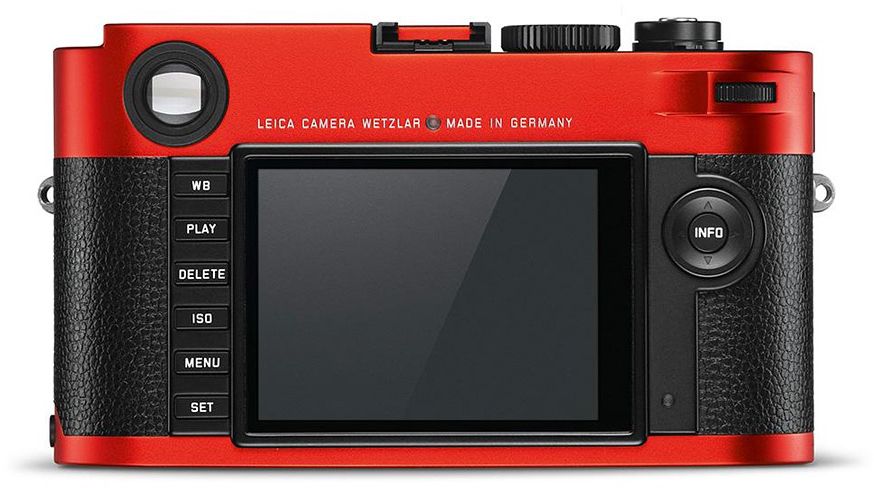 LEICA CAMERA WETZLAR MADE IN GERMANY
WB
PLAY
DELETE
ISO
MENU
SET
INFO